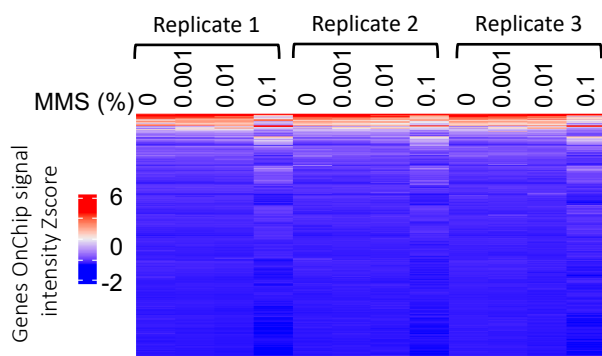 Replicate 1 Replicate 2 Replicate 3
MMS (%) 0 0.001 0.01 0.1 0 0.001 0.01 0.1 0 0.001 0.01 0.1
Genes OnChip signal
intensity Zscore
6
0
-2